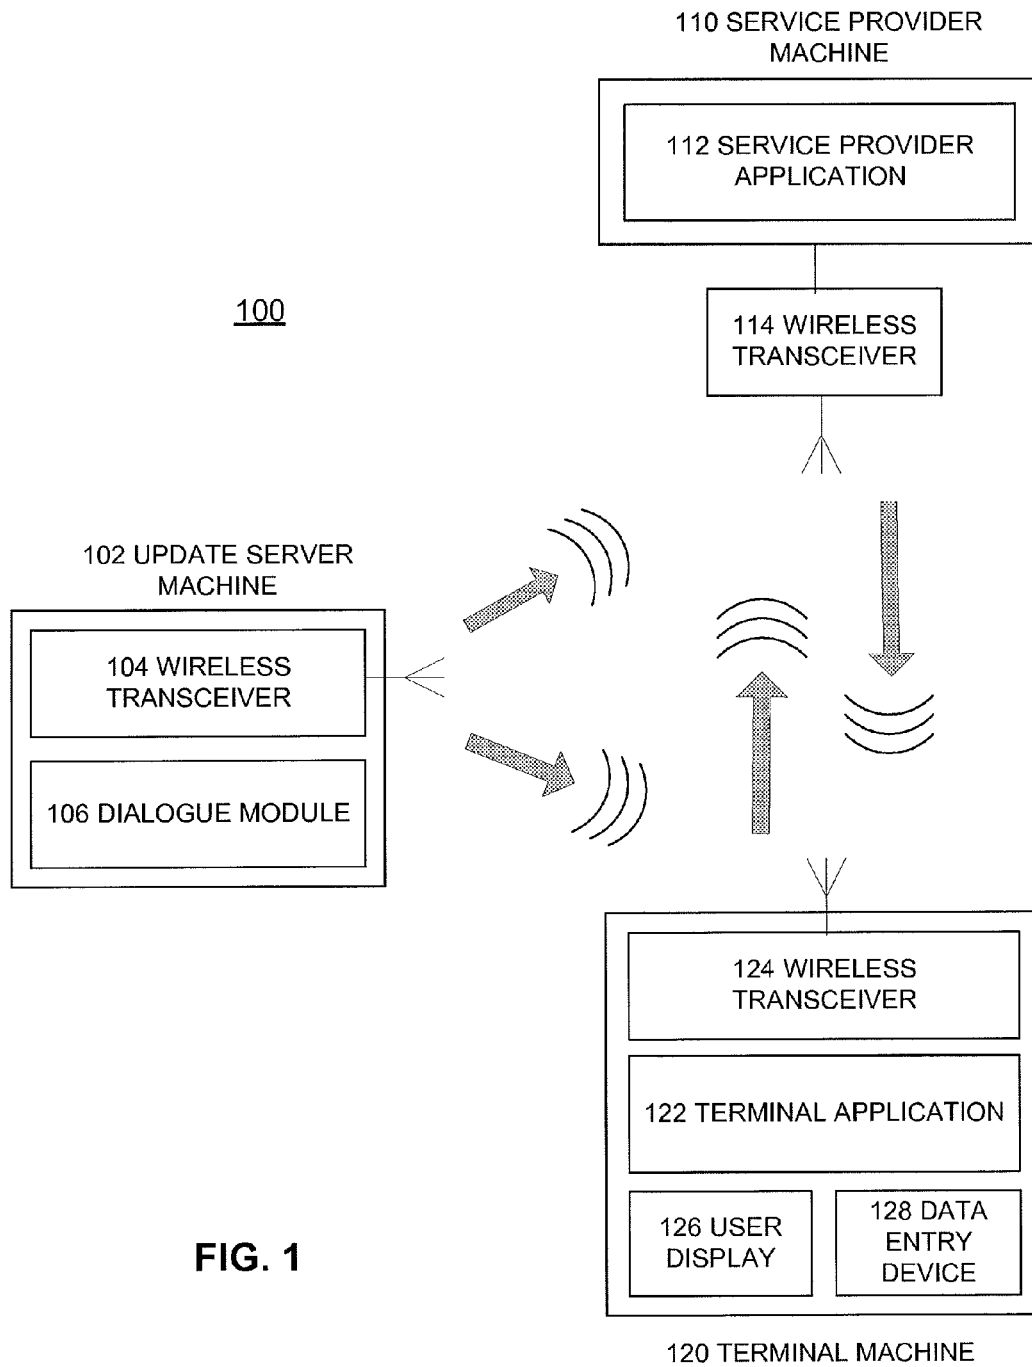 110 SERVICE PROVIDER
MACHINE
112 SERVICE PROVIDER
APPLICATION
100
114 WIRELESS
TRANSCEIVER
102 UPDATE SERVER
MACHINE
104 WIRELESS
TRANSCEIVER
106 DIALOGUE MODULE
124 WIRELESS
TRANSCEIVER
122 TERMINAL APPLICATION
126 USER
DISPLAY
128 DATA
ENTRY
DEVICE
FIG. 1
120 TERMINAL MACHINE